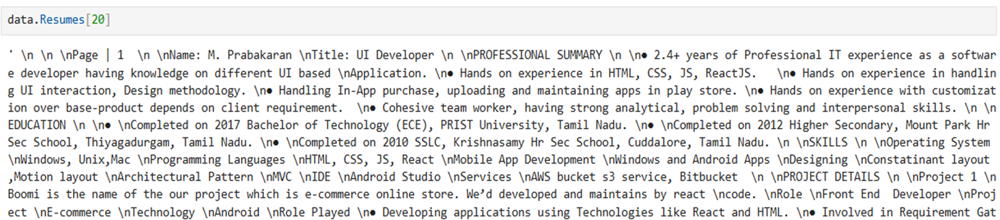 data.Resumes[20]
' \n \n \nPage | 1  \n \nName: M. Prabakaran \nTitle: UI Developer \n \nPROFESSIONAL SUMMARY \n \n● 2.4+ years of Professional IT experience as a softwar
e developer having knowledge on different UI based \nApplication. \n● Hands on experience in HTML, CSS, JS, ReactJS.   \n● Hands on experience in handlin
g UI interaction, Design methodology. \n● Handling In-App purchase, uploading and maintaining apps in play store. \n● Hands on experience with customizat
ion over base-product depends on client requirement.  \n● Cohesive team worker, having strong analytical, problem solving and interpersonal skills. \n \n
EDUCATION \n \n● \nCompleted on 2017 Bachelor of Technology (ECE), PRIST University, Tamil Nadu. \n● \nCompleted on 2012 Higher Secondary, Mount Park Hr
Sec School, Thiyagadurgam, Tamil Nadu. \n● \nCompleted on 2010 SSLC, Krishnasamy Hr Sec School, Cuddalore, Tamil Nadu. \n \nSKILLS \n \nOperating System
\nWindows, Unix,Mac \nProgramming Languages \nHTML, CSS, JS, React \nMobile App Development \nWindows and Android Apps \nDesigning \nConstatinant layout
,Motion layout \nArchitectural Pattern \nMVC \nIDE \nAndroid Studio \nServices \nAWS bucket s3 service, Bitbucket  \n \nPROJECT DETAILS \n \nProject 1 \n
Boomi is the name of the our project which is e-commerce online store. We’d developed and maintains by react \ncode. \nRole \nFront End  Developer \nProj
ect \nE-commerce \nTechnology \nAndroid \nRole Played \n● Developing applications using Technologies like React and HTML. \n● Involved in Requirement Gat